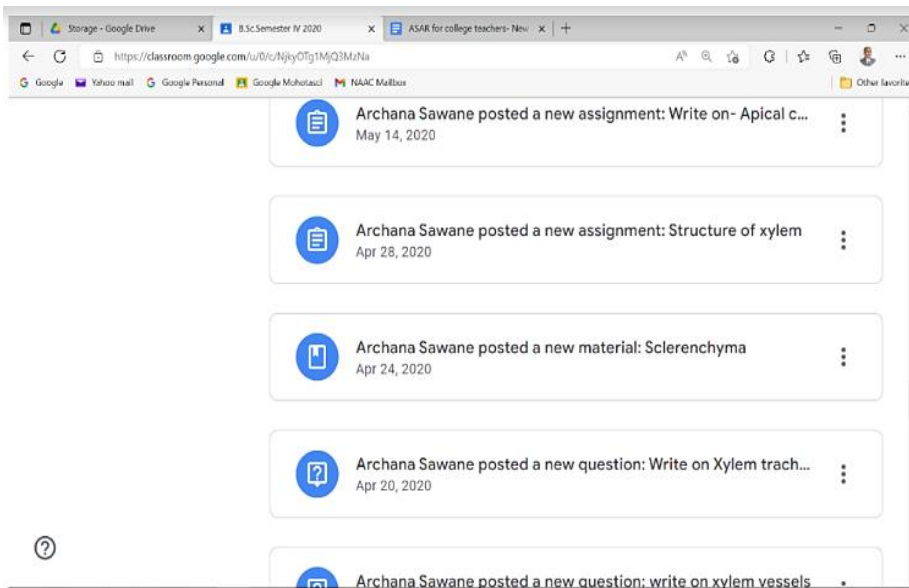 Storage - Google Drive
B.Sc.Semester IV 2020
ASAR for college teachers- New
https://classroom.google.com/u/0/c/NjkyOTg1MjQ3MzNa
Google Yahoo mail Google Personal Google Mohotasci NAAC Mailbox Other favorite
Archana Sawane posted a new assignment: Write on- Apical c...
May 14, 2020
Archana Sawane posted a new assignment: Structure of xylem
Apr 28, 2020
Archana Sawane posted a new material: Sclerenchyma
Apr 24, 2020
Archana Sawane posted a new question: Write on Xylem trach...
Apr 20, 2020
Archana Sawane posted a new question: write on xylem vessels